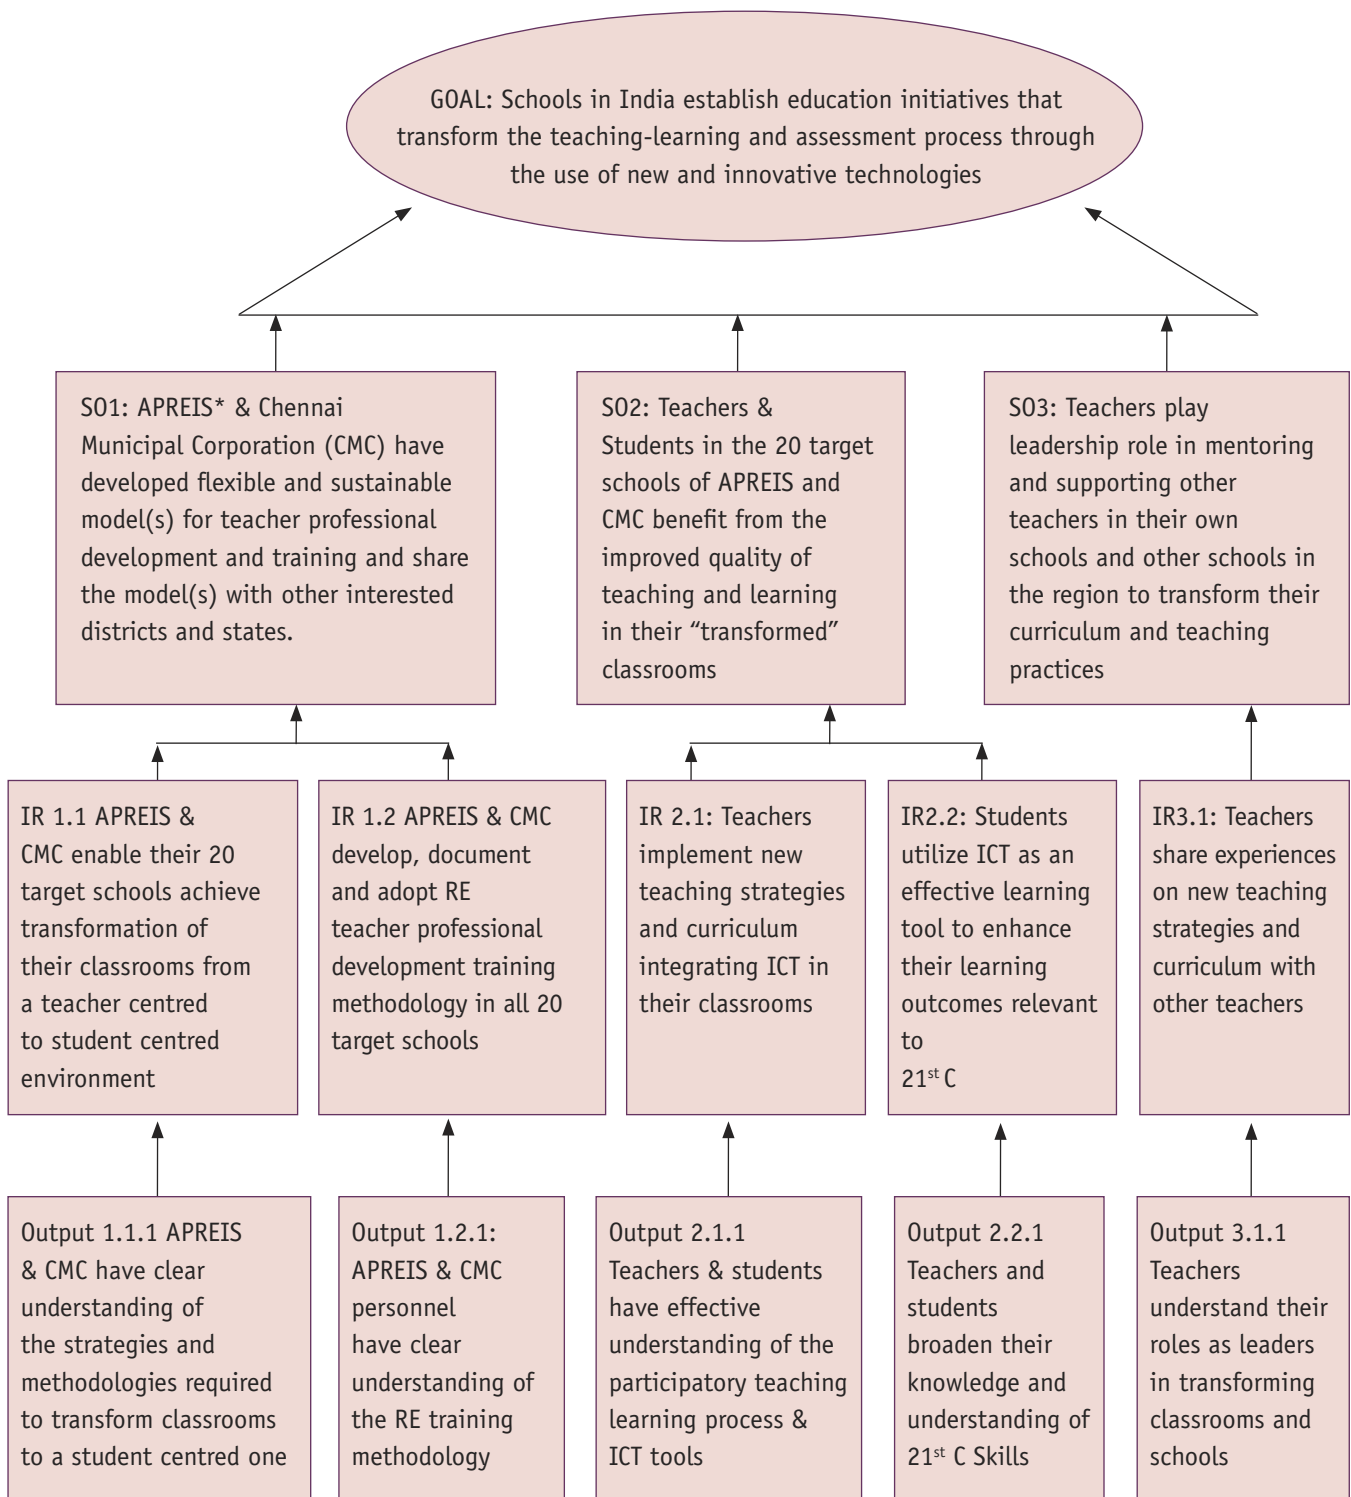 GOAL: Schools in India establish education initiatives that
transform the teaching-learning and assessment process through
the use of new and innovative technologies
SO1: APREIS* & Chennai
Municipal Corporation (CMC) have
developed flexible and sustainable
model(s) for teacher professional
development and training and share
the model(s) with other interested
districts and states.
SO2: Teachers &
Students in the 20 target
schools of APREIS and
CMC benefit from the
improved quality of
teaching and learning
in their “transformed”
classrooms
SO3: Teachers play
leadership role in mentoring
and supporting other
teachers in their own
schools and other schools in
the region to transform their
curriculum and teaching
practices
IR 1.1 APREIS &
CMC enable their 20
target schools achieve
transformation of
their classrooms from
a teacher centred
to student centred
environment
IR 1.2 APREIS & CMC
develop, document
and adopt RE
teacher professional
development training
methodology in all 20
target schools
IR 2.1: Teachers
implement new
teaching strategies
and curriculum
integrating ICT in
their classrooms
IR2.2: Students
utilize ICT as an
effective learning
tool to enhance
their learning
outcomes relevant
to
21st C
IR3.1: Teachers
share experiences
on new teaching
strategies and
curriculum with
other teachers
Output 1.1.1 APREIS
& CMC have clear
understanding of
the strategies and
methodologies required
to transform classrooms
to a student centred one
Output 1.2.1:
APREIS & CMC
personnel
have clear
understanding of
the RE training
methodology
Output 2.1.1
Teachers & students
have effective
understanding of the
participatory teaching
learning process &
ICT tools
Output 2.2.1
Teachers and
students
broaden their
knowledge and
understanding of
21st C Skills
Output 3.1.1
Teachers
understand their
roles as leaders
in transforming
classrooms and
schools